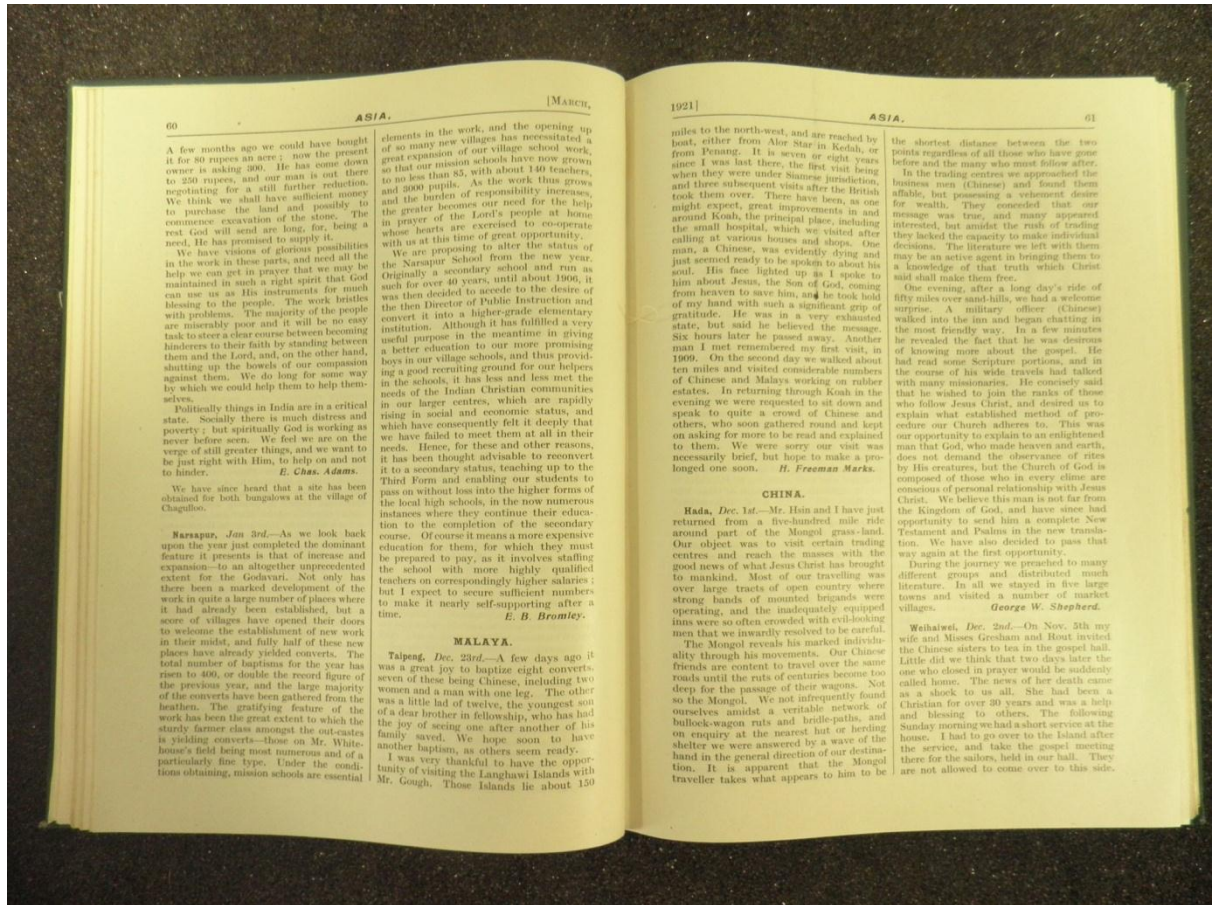 60
ASIA.
[MARCH,
A few months ago we could have bought
it for 80 rupees an acre ; now the present
owner is asking 300. He has come down
to 250 rupees, and our man is out there
negotiating for a still further reduction.
We think we shall have sufficient money
to purchase the land and possibly to
commence excavation of the stone. The
rest God will send are long, for, being a
need, He has promised to supply it.
We have visions of glorious possibilities
in the work in these parts, and need all the
help we can get in prayer that we may be
maintained in such a right spirit that God
can use us as His instruments for much
blessing to the people. The work bristles
with problems. The majority of the people
are miserably poor and it will be no easy
task to steer a clear course between becoming
hinderers to their faith by standing between
them and the Lord, and, on the other hand,
shutting up the bowels of our compassion
against them. We do long for some way
by which we could help them to help them-
selves.
Politically things in India are in a critical
state. Socially there is much distress and
poverty ; but spiritually God is working as
never before seen. We feel we are on the
verge of still greater things, and we want to
be just right with Him, to help on and not
to hinder. E. Chas. Adams.
We have since heard that a site has been
obtained for both bungalows at the village of
Chagulloo.
Narsapur, Jan 3rd.—As we look back
upon the year just completed the dominant
feature it presents is that of increase and
expansion—to an altogether unprecedented
extent for the Godavari. Not only has
there been a marked development of the
work in quite a large number of places where
it had already been established, but a
score of villages have opened their doors
to welcome the establishment of new work
in their midst, and fully half of these new
places have already yielded converts. The
total number of baptisms for the year has
risen to 400, or double the record figure of
the previous year, and the large majority
of the converts have been gathered from the
heathen. The gratifying feature of the
work has been the great extent to which the
sturdy farmer class amongst the out-castes
is yielding converts—those on Mr. White-
house's field being most numerous and of a
particularly fine type. Under the condi-
tions obtaining, mission schools are essential
elements in the work, and the opening up
of so many new villages has necessitated a
great expansion of our village school work,
so that our mission schools have now grown
to no less than 85, with about 140 teachers,
and 3000 pupils. As the work thus grows
and the burden of responsibility increases,
the greater becomes our need for the help
in prayer of the Lord's people at home
whose hearts are exercised to co-operate
with us at this time of great opportunity.
We are proposing to alter the status of
the Narsapur School from the new year.
Originally a secondary school and run as
such for over 40 years, until about 1906, it
was then decided to accede to the desire of
the then Director of Public Instruction and
convert it into a higher-grade elementary
institution. Although it has fulfilled a very
useful purpose in the meantime in giving
a better education to our more promising
boys in our village schools, and thus provid-
ing a good recruiting ground for our helpers
in the schools, it has less and less met the
needs of the Indian Christian communities
in our larger centres, which are rapidly
rising in social and economic status, and
which have consequently felt it deeply that
we have failed to meet them at all in their
needs. Hence, for these and other reasons,
it has been thought advisable to reconvert
it to a secondary status, teaching up to the
Third Form and enabling our students to
pass on without loss into the higher forms of
the local high schools, in the now numerous
instances where they continue their educa-
tion to the completion of the secondary
course. Of course it means a more expensive
education for them, for which they must
be prepared to pay, as it involves staffing
the school with more highly qualified
teachers on correspondingly higher salaries ;
but I expect to secure sufficient numbers
to make it nearly self-supporting after a
time. E. B. Bromley.
MALAYA.
Taipeng, Dec. 23rd.—A few days ago it
was a great joy to baptize eight converts,
seven of these being Chinese, including two
women and a man with one leg. The other
was a little lad of twelve, the youngest son
of a dear brother in fellowship, who has had
the joy of seeing one after another of his
family saved. We hope soon to have
another baptism, as others seem ready.
I was very thankful to have the oppor-
tunity of visiting the Langhawi Islands with
Mr. Gough. Those Islands lie about 150
1921]
ASIA.
61
miles to the north-west, and are reached by
boat, either from Alor Star in Kedah, or
from Penang. It is seven or eight years
since I was last there, the first visit being
when they were under Siamese jurisdiction,
and three subsequent visits after the British
took them over. There have been, as one
might expect, great improvements in and
around Koah, the principal place, including
the small hospital, which we visited after
calling at various houses and shops. One
man, a Chinese, was evidently dying and
just seemed ready to be spoken to about his
soul. His face lighted up as I spoke to
him about Jesus, the Son of God, coming
from heaven to save him, and he took hold
of my hand with such a significant grip of
gratitude. He was in a very exhausted
state, but said he believed the message.
Six hours later he passed away. Another
man I met remembered my first visit, in
1909. On the second day we walked about
ten miles and visited considerable numbers
of Chinese and Malays working on rubber
estates. In returning through Koah in the
evening we were requested to sit down and
speak to quite a crowd of Chinese and
others, who soon gathered round and kept
on asking for more to be read and explained
to them. We were sorry our visit was
necessarily brief, but hope to make a pro-
longed one soon. H. Freeman Marks.
CHINA.
Hada, Dec. 1st.—Mr. Hsin and I have just
returned from a five-hundred mile ride
around part of the Mongol grass-land.
Our object was to visit certain trading
centres and reach the masses with the
good news of what Jesus Christ has brought
to mankind. Most of our travelling was
over large tracts of open country where
strong bands of mounted brigands were
operating, and the inadequately equipped
inns were so often crowded with evil-looking
men that we inwardly resolved to be careful.
The Mongol reveals his marked individu-
ality through his movements. Our Chinese
friends are content to travel over the same
roads until the ruts of centuries become too
deep for the passage of their wagons. Not
so the Mongol. We not infrequently found
ourselves amidst a veritable network of
bullock-wagon ruts and bridle-paths, and
on enquiry at the nearest hut or herding
shelter we were answered by a wave of the
hand in the general direction of our destina-
tion. It is apparent that the Mongol
traveller takes what appears to him to be
the shortest distance between the two
points regardless of all those who have gone
before and the many who must follow after.
In the trading centres we approached the
business men (Chinese) and found them
affable, but possessing a vehement desire
for wealth. They conceded that our
message was true, and many appeared
interested, but amidst the rush of trading
they lacked the capacity to make individual
decisions. The literature we left with them
may be an active agent in bringing them to
a knowledge of that truth which Christ
said shall make them free.
One evening, after a long day's ride of
fifty miles over sand-hills, we had a welcome
surprise. A military officer (Chinese)
walked into the inn and began chatting in
the most friendly way. In a few minutes
he revealed the fact that he was desirous
of knowing more about the gospel. He
had read some Scripture portions, and in
the course of his wide travels had talked
with many missionaries. He concisely said
that he wished to join the ranks of those
who follow Jesus Christ, and desired us to
explain what established method of pro-
cedure our Church adheres to. This was
our opportunity to explain to an enlightened
man that God, who made heaven and earth,
does not demand the observance of rites
by His creatures, but the Church of God is
composed of those who in every clime are
conscious of personal relationship with Jesus
Christ. We believe this man is not far from
the Kingdom of God, and have since had
opportunity to send him a complete New
Testament and Psalms in the new transla-
tion. We have also decided to pass that
way again at the first opportunity.
During the journey we preached to many
different groups and distributed much
literature. In all we stayed in five large
towns and visited a number of market
villages. George W. Shepherd.
Weihaiwei, Dec. 2nd.—On Nov. 5th my
wife and Misses Gresham and Rout invited
the Chinese sisters to tea in the gospel hall.
Little did we think that two days later the
one who closed in prayer would be suddenly
called home. The news of her death came
as a shock to us all. She had been a
Christian for over 30 years and was a help
and blessing to others. The following
Sunday morning we had a short service at the
house. I had to go over to the Island after
the service, and take the gospel meeting
there for the sailors, held in our hall. They
are not allowed to come over to this side.